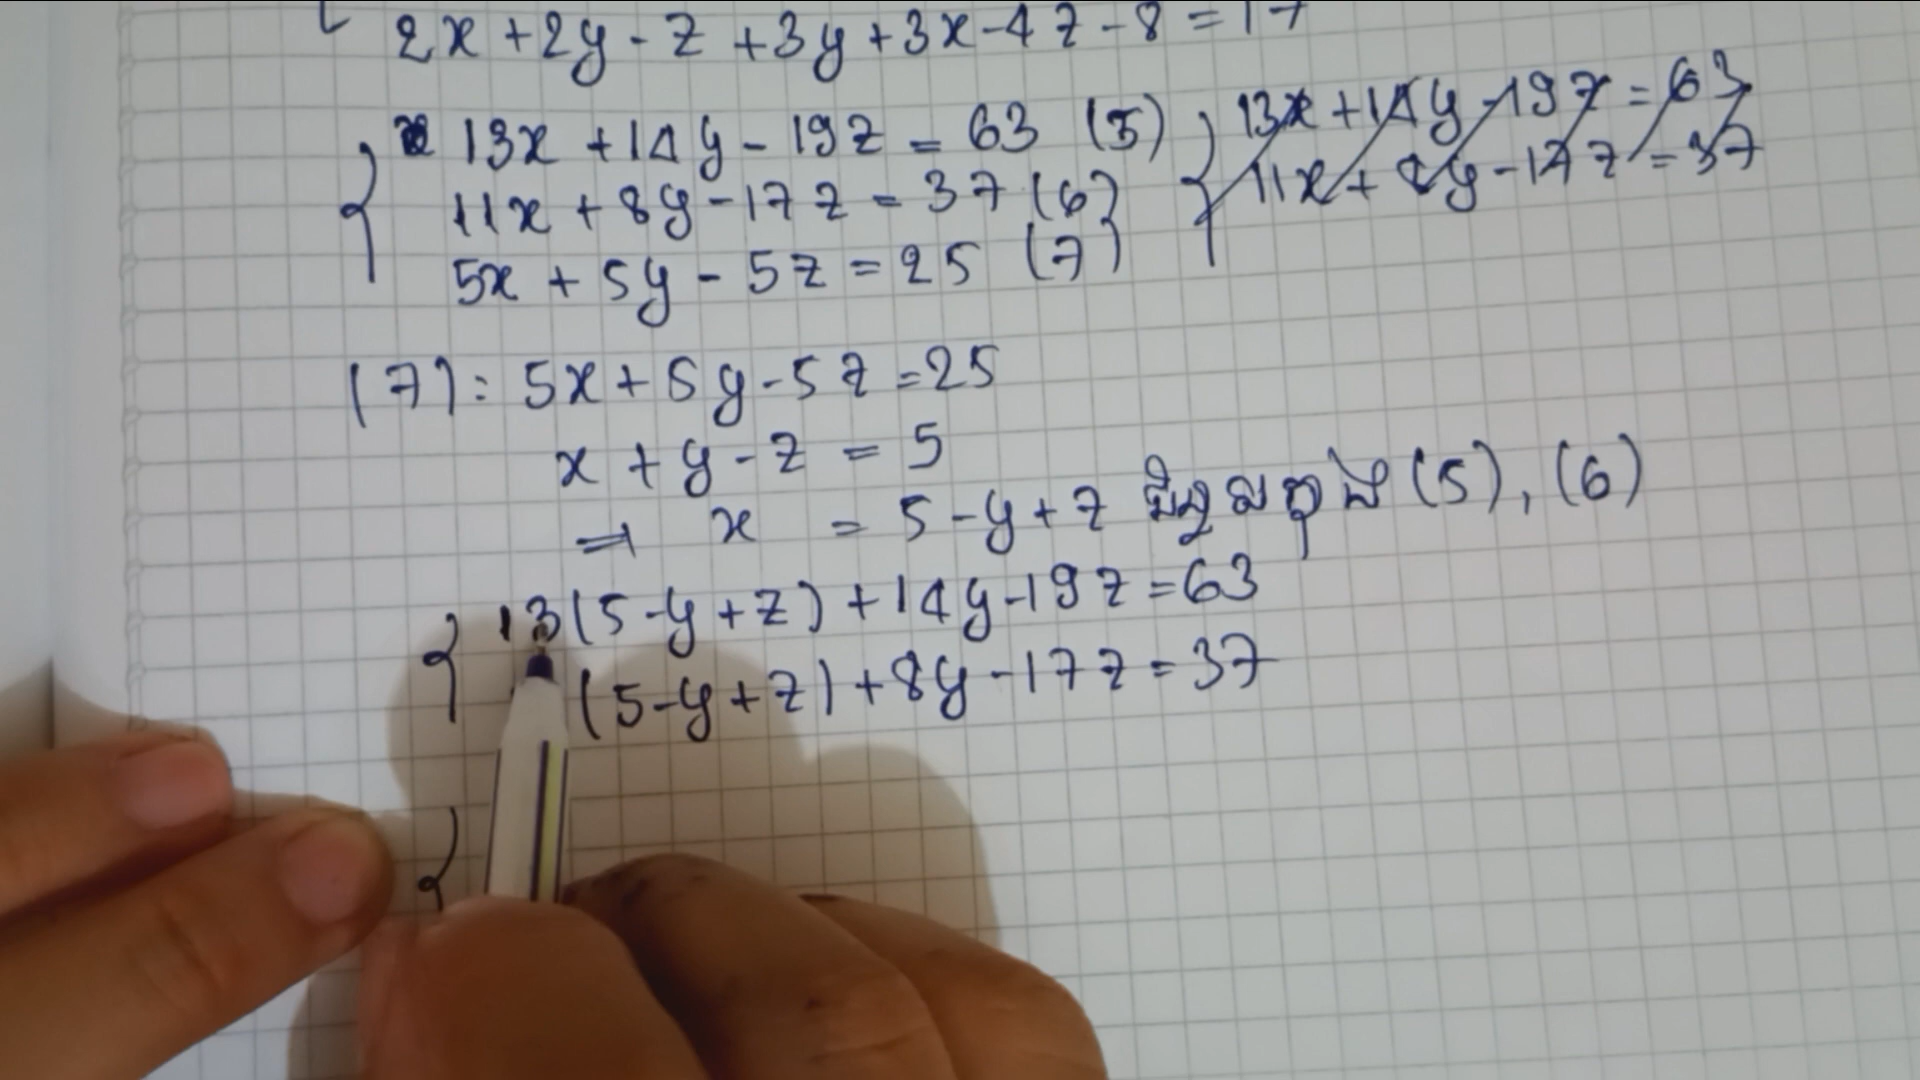 2x + 2y - z + 3y + 3x - 4z - 8 = 17
13x + 14y - 19z = 63 (5)
11x + 8y - 17z = 37 (6)
5x + 5y - 5z = 25 (7)
13x + 14y - 19z = 63
11x + 8y - 17z = 37
(7): 5x + 5y - 5z = 25
x + y - z = 5
⇒ x = 5 - y + z (5), (6)
13(5 - y + z) + 14y - 19z = 63
(5 - y + z) + 8y - 17z = 37